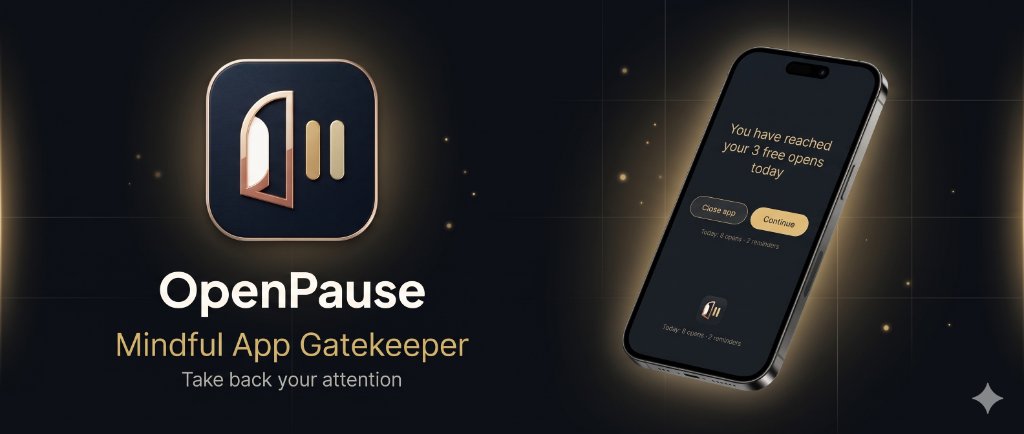 OpenPause
Mindful App Gatekeeper
Take back your attention
You have reached
your 3 free opens
today
Close app
Continue
Today: 8 opens · 2 reminders
Today: 8 opens · 2 reminders